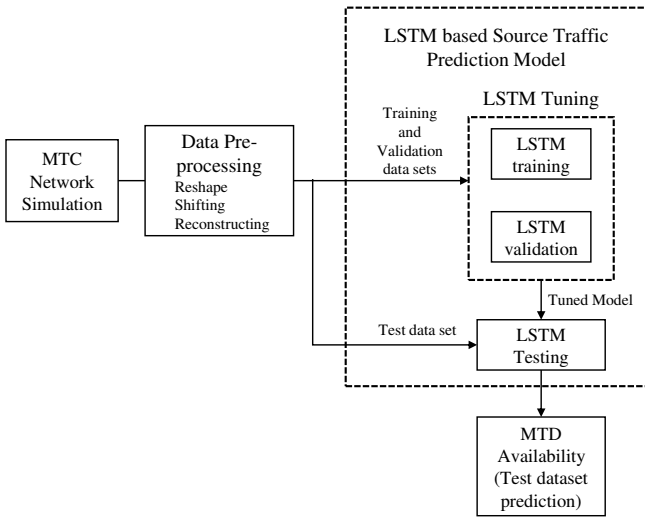 LSTM based Source Traffic
Prediction Model
Training
and
Validation
data sets
LSTM Tuning
LSTM
training
LSTM
validation
MTC
Network
Simulation
Data Pre-
processing
Reshape
Shifting
Reconstructing
Tuned Model
Test data set
LSTM
Testing
MTD
Availability
(Test dataset
prediction)